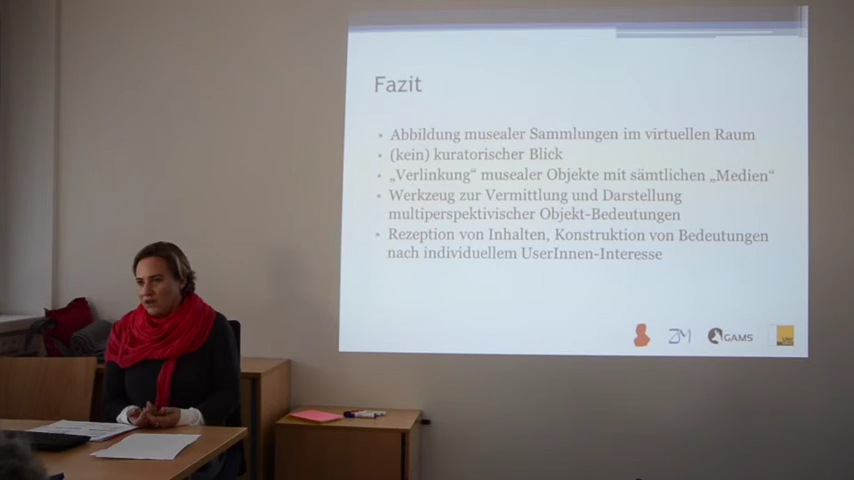 Fazit
Abbildung musealer Sammlungen im virtuellen Raum
(kein) kuratorischer Blick
„Verlinkung“ musealer Objekte mit sämtlichen „Medien“
Werkzeug zur Vermittlung und Darstellung
multiperspektivischer Objekt-Bedeutungen
Rezeption von Inhalten, Konstruktion von Bedeutungen
nach individuellem UserInnen-Interesse
GAMS